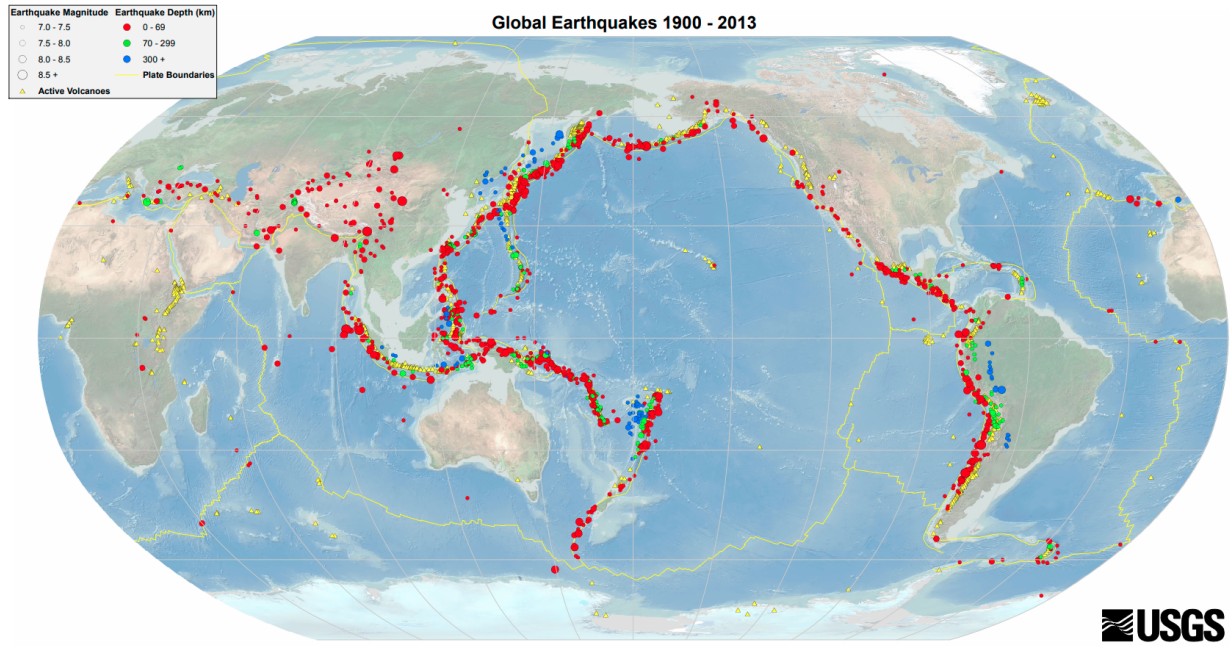 Global Earthquakes 1900 - 2013
Earthquake Magnitude
7.0 - 7.5
7.5 - 8.0
8.0 - 8.5
8.5 +
Active Volcanoes
Earthquake Depth (km)
0 - 69
70 - 299
300 +
Plate Boundaries
USGS